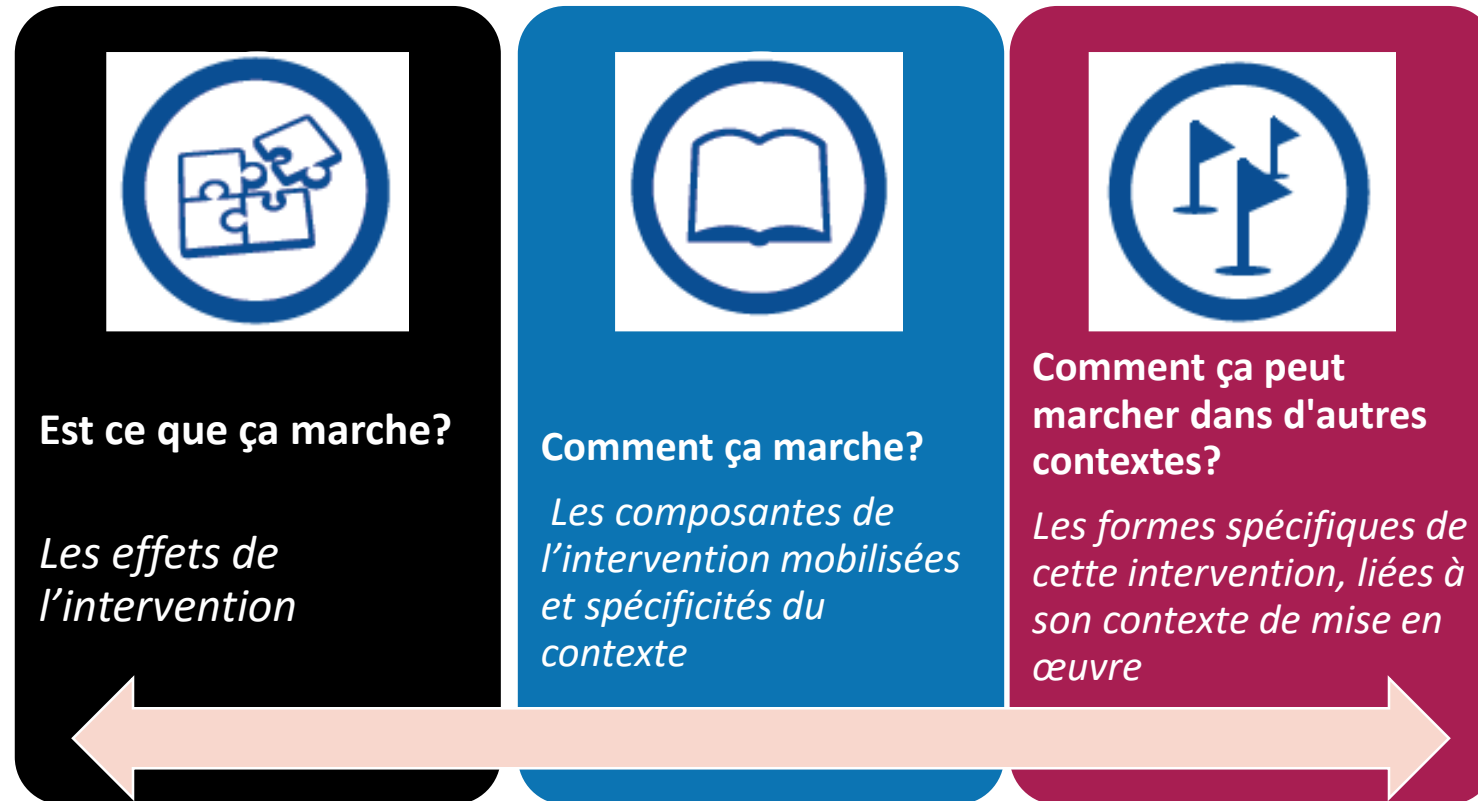 Est ce que ça marche?
Les effets de
l’intervention
Comment ça marche?
Les composantes de
l’intervention mobilisées
et spécificités du
contexte
Comment ça peut
marcher dans d'autres
contextes?
Les formes spécifiques de
cette intervention, liées à
son contexte de mise en
œuvre